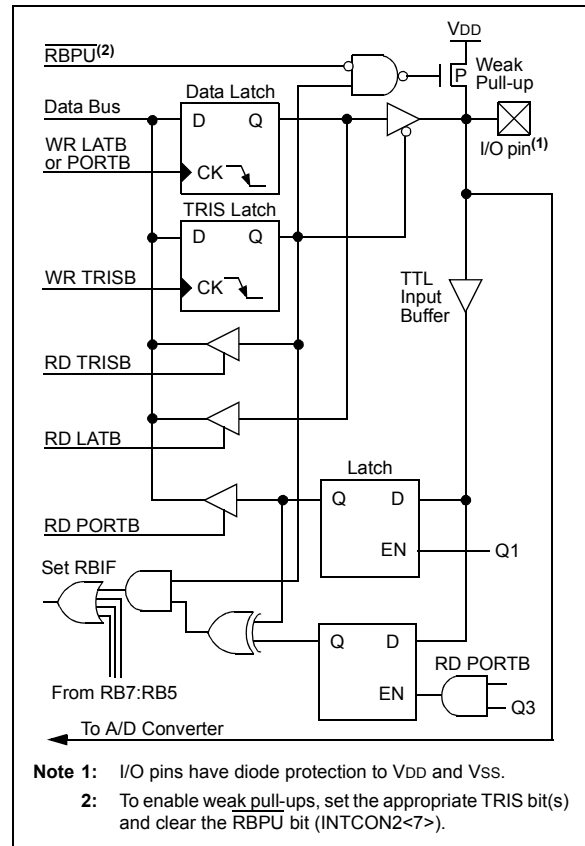 VDD
RBPU(2)
Weak
Pull-up
P
Data Latch
Data Bus
D Q
I/O pin(1)
WR LATB
or PORTB
CK
TRIS Latch
D Q
TTL
Input
Buffer
WR TRISB
CK
RD TRISB
RD LATB
Latch
Q D
RD PORTB
EN
Q1
Set RBIF
Q D
RD PORTB
EN
Q3
From RB7:RB5
To A/D Converter
Note 1: I/O pins have diode protection to VDD and VSS.
2: To enable weak pull-ups, set the appropriate TRIS bit(s)
and clear the RBPU bit (INTCON2<7>).